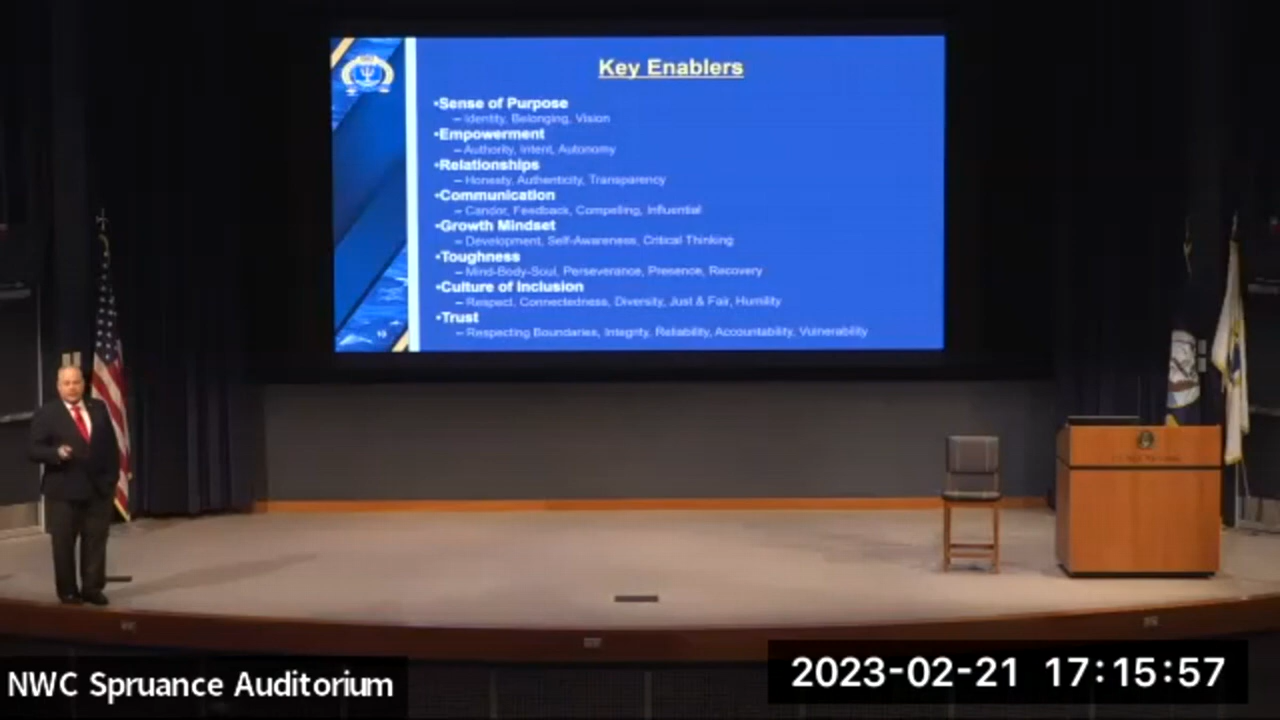 Key Enablers
•Sense of Purpose
– Identity, Belonging, Vision
•Empowerment
– Authority, Intent, Autonomy
•Relationships
– Honesty, Authenticity, Transparency
•Communication
– Candor, Feedback, Compelling, Influential
•Growth Mindset
– Development, Self-Awareness, Critical Thinking
•Toughness
– Mind-Body-Soul, Perseverance, Presence, Recovery
•Culture of Inclusion
– Respect, Connectedness, Diversity, Just & Fair, Humility
•Trust
– Respecting Boundaries, Integrity, Reliability, Accountability, Vulnerability
NWC Spruance Auditorium
2023-02-21 17:15:57